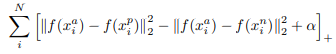 \sum_{i}^{N} \left[ \| f(x_i^a) - f(x_i^p) \|_2^2 - \| f(x_i^a) - f(x_i^n) \|_2^2 + \alpha \right]_+